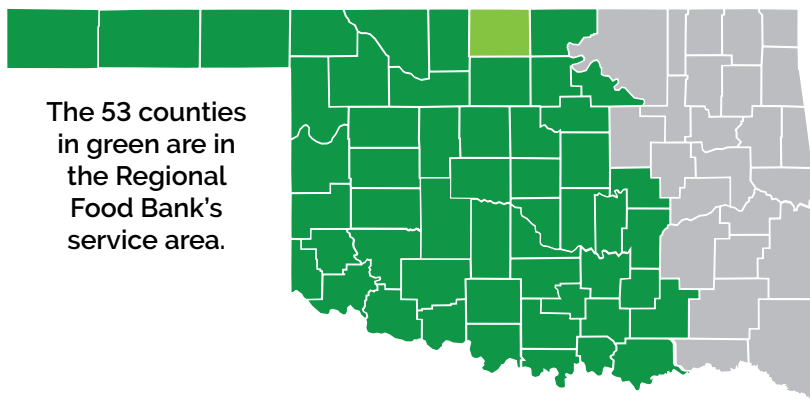 The 53 counties
in green are in
the Regional
Food Bank's
service area.